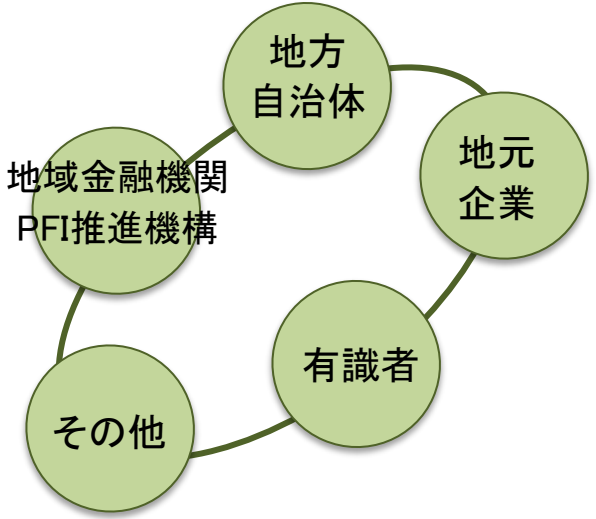 地方
自治体
地元
企業
地域金融機関
PFI推進機構
有識者
その他